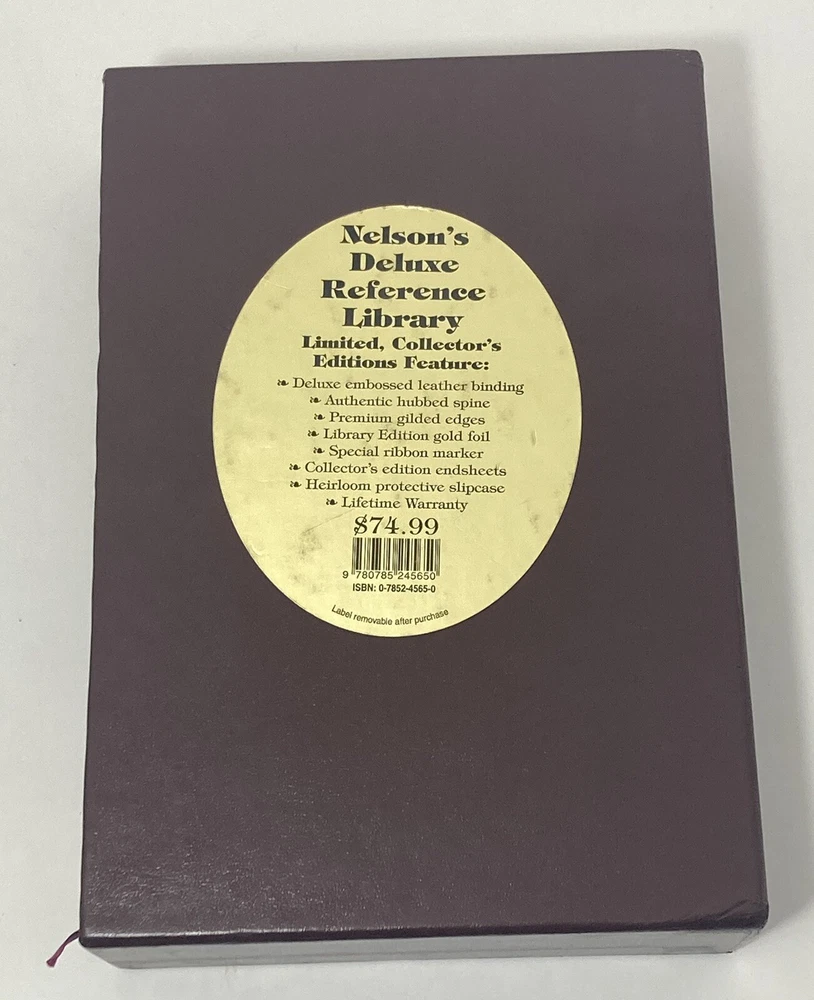 Nelson's
Deluxe
Reference
Library
Limited, Collector's
Editions Feature:
❧ Deluxe embossed leather binding
❧ Authentic hubbed spine
❧ Premium gilded edges
❧ Library Edition gold foil
❧ Special ribbon marker
❧ Collector's edition endsheets
❧ Heirloom protective slipcase
❧ Lifetime Warranty
$74.99
9 780785 245650
ISBN: 0-7852-4565-0
Label removable after purchase